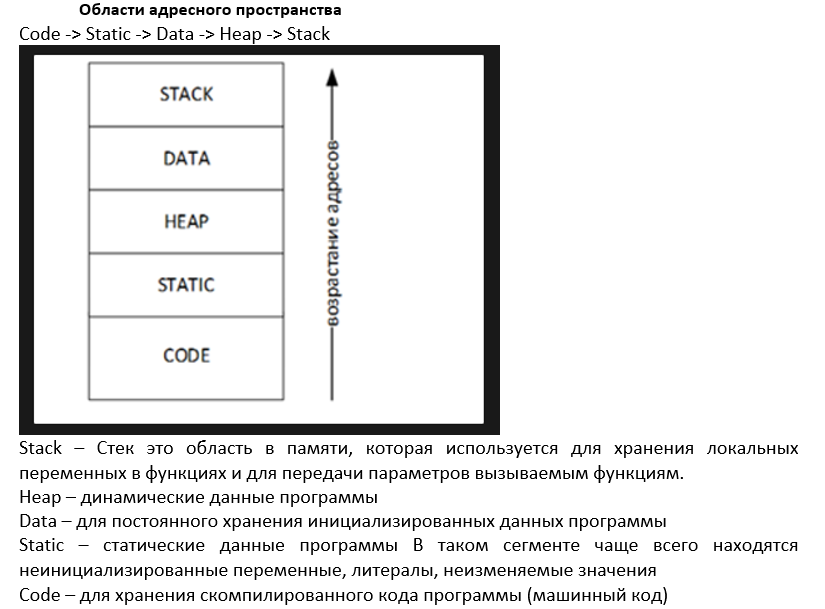 Области адресного пространства
Code -> Static -> Data -> Heap -> Stack
STACK
DATA
HEAP
STATIC
CODE
возрастание адресов
Stack – Стек это область в памяти, которая используется для хранения локальных
переменных в функциях и для передачи параметров вызываемым функциям.
Heap – динамические данные программы
Data – для постоянного хранения инициализированных данных программы
Static – статические данные программы В таком сегменте чаще всего находятся
неинициализированные переменные, литералы, неизменяемые значения
Code – для хранения скомпилированного кода программы (машинный код)